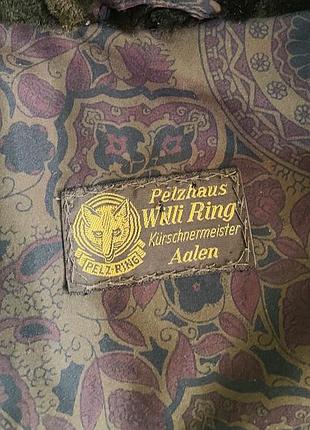 Pelzhaus
Willi Ring
Kürschnermeister
Aalen
PELZ-RING